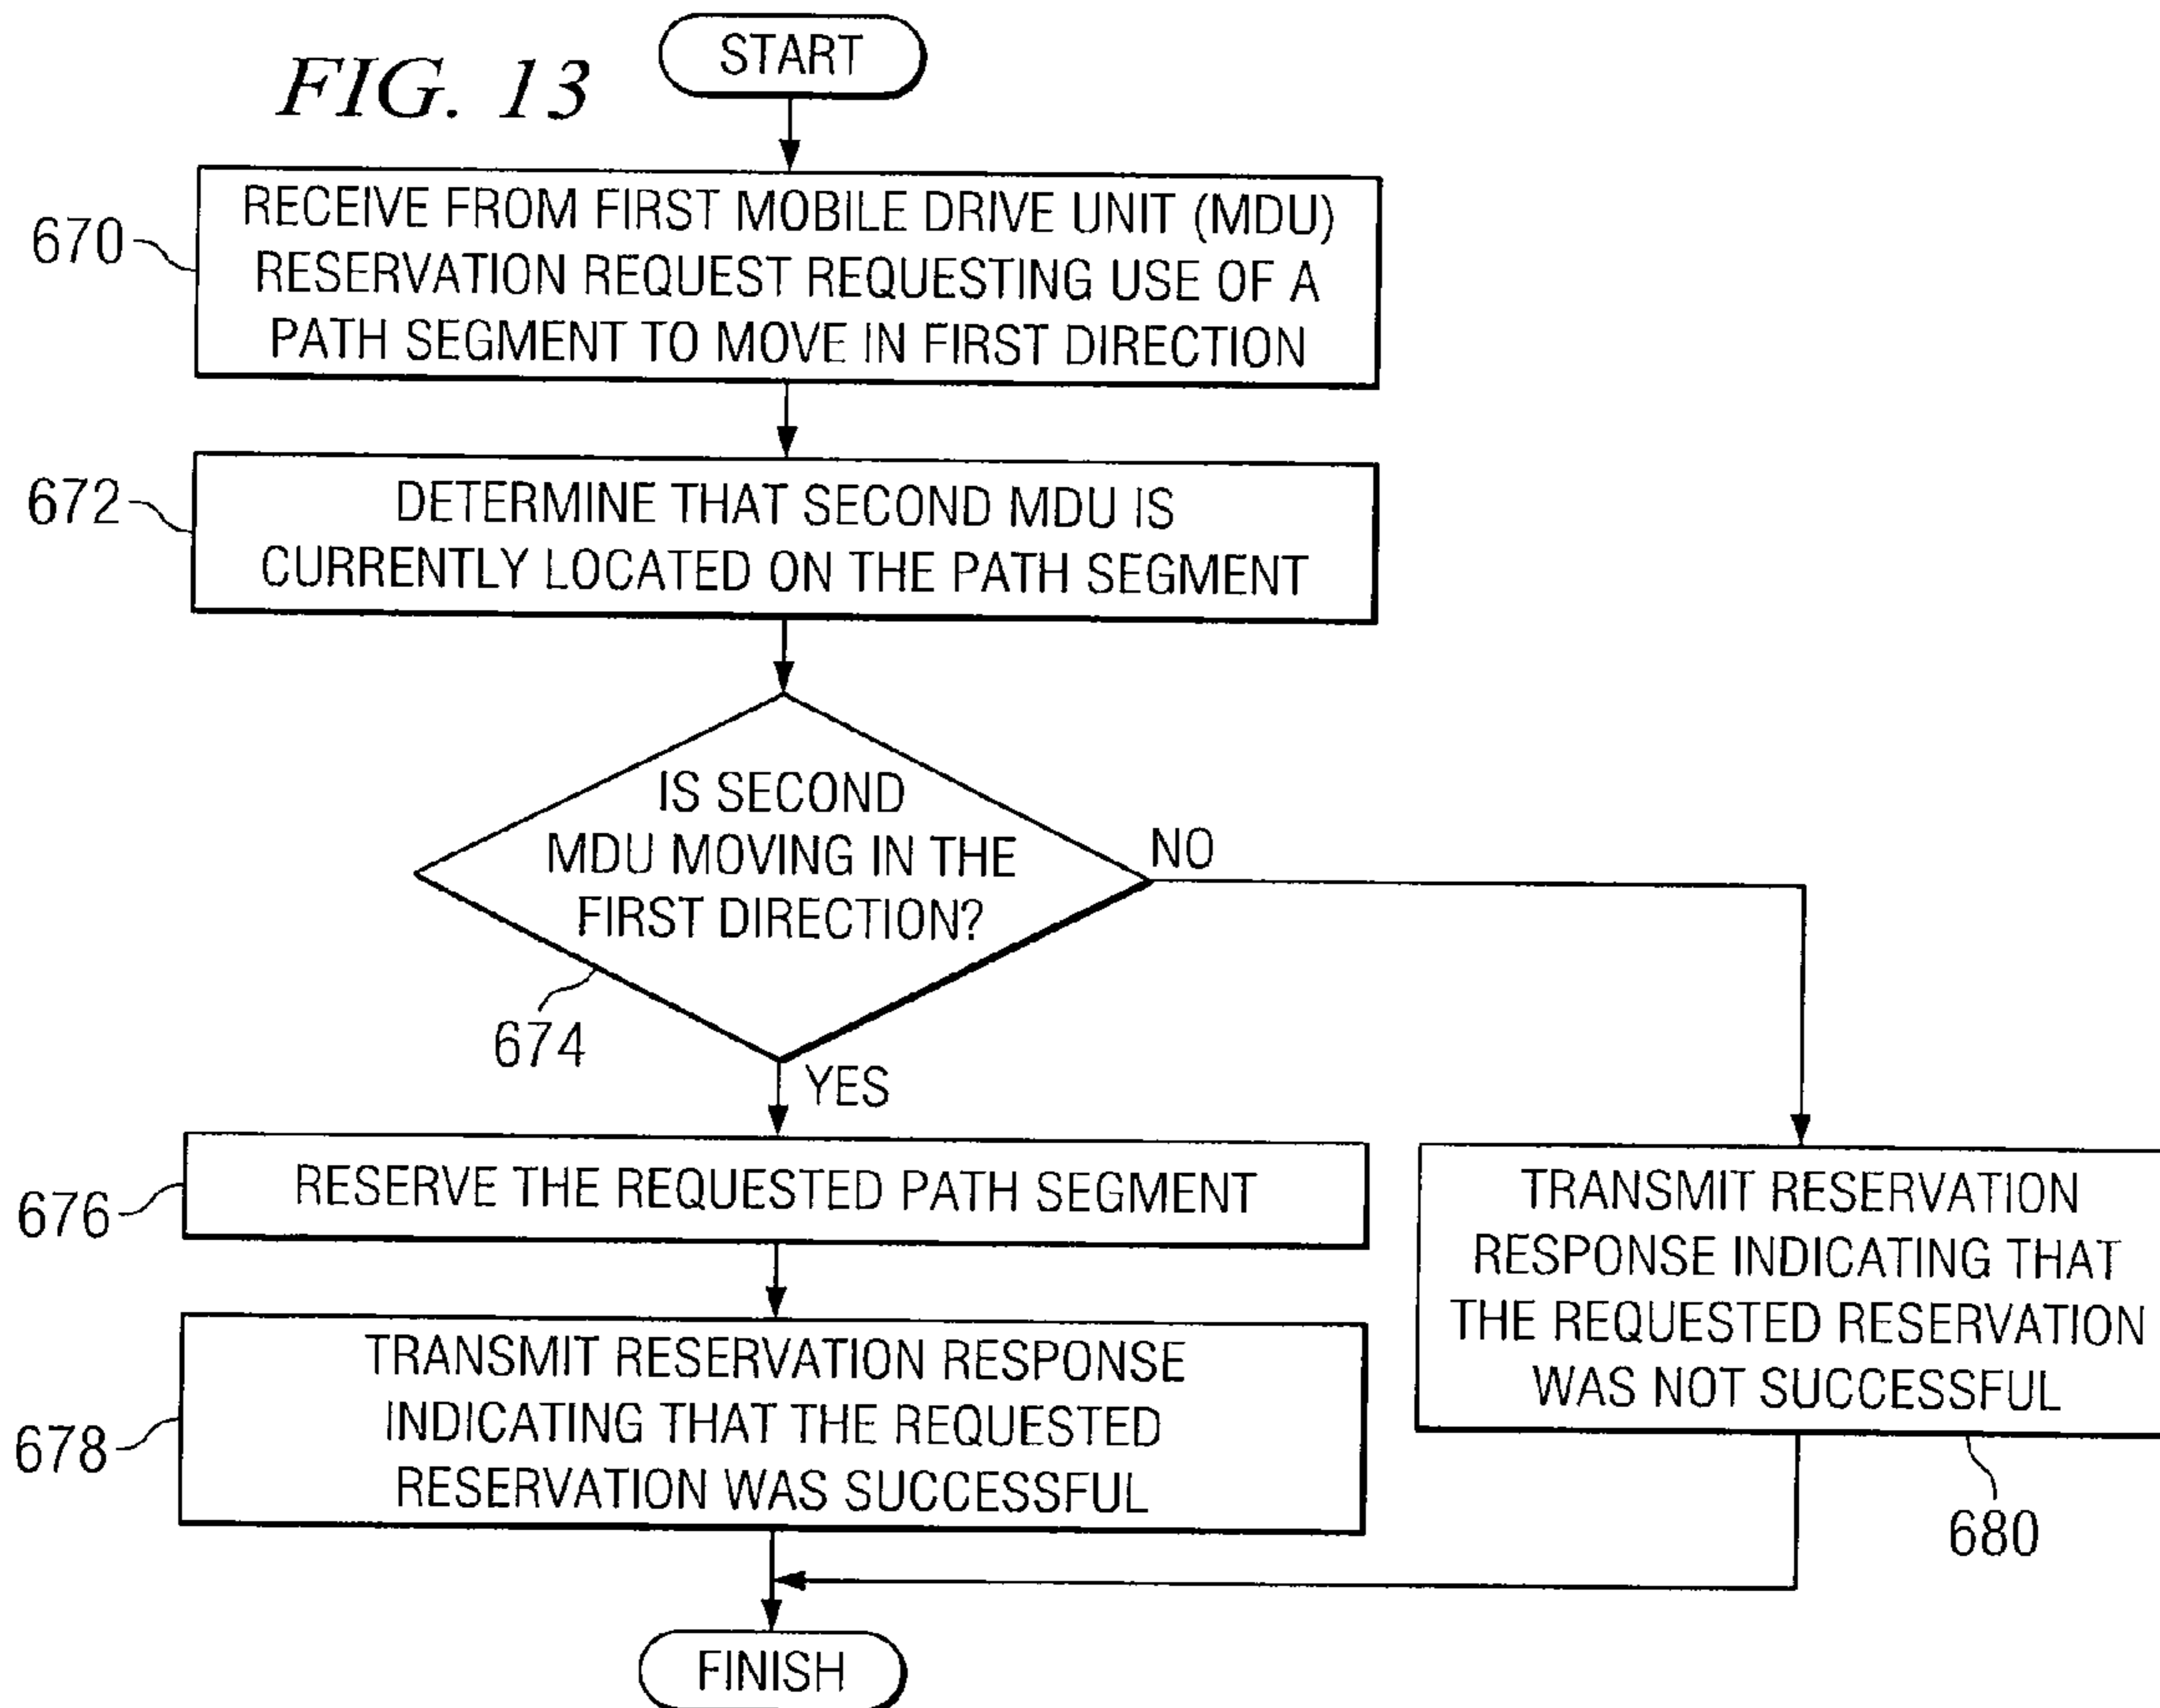 FIG. 13
START
670
RECEIVE FROM FIRST MOBILE DRIVE UNIT (MDU)
RESERVATION REQUEST REQUESTING USE OF A
PATH SEGMENT TO MOVE IN FIRST DIRECTION
672
DETERMINE THAT SECOND MDU IS
CURRENTLY LOCATED ON THE PATH SEGMENT
IS SECOND
MDU MOVING IN THE
FIRST DIRECTION?
674
NO
YES
676
RESERVE THE REQUESTED PATH SEGMENT
678
TRANSMIT RESERVATION RESPONSE
INDICATING THAT THE REQUESTED
RESERVATION WAS SUCCESSFUL
TRANSMIT RESERVATION
RESPONSE INDICATING THAT
THE REQUESTED RESERVATION
WAS NOT SUCCESSFUL
680
FINISH